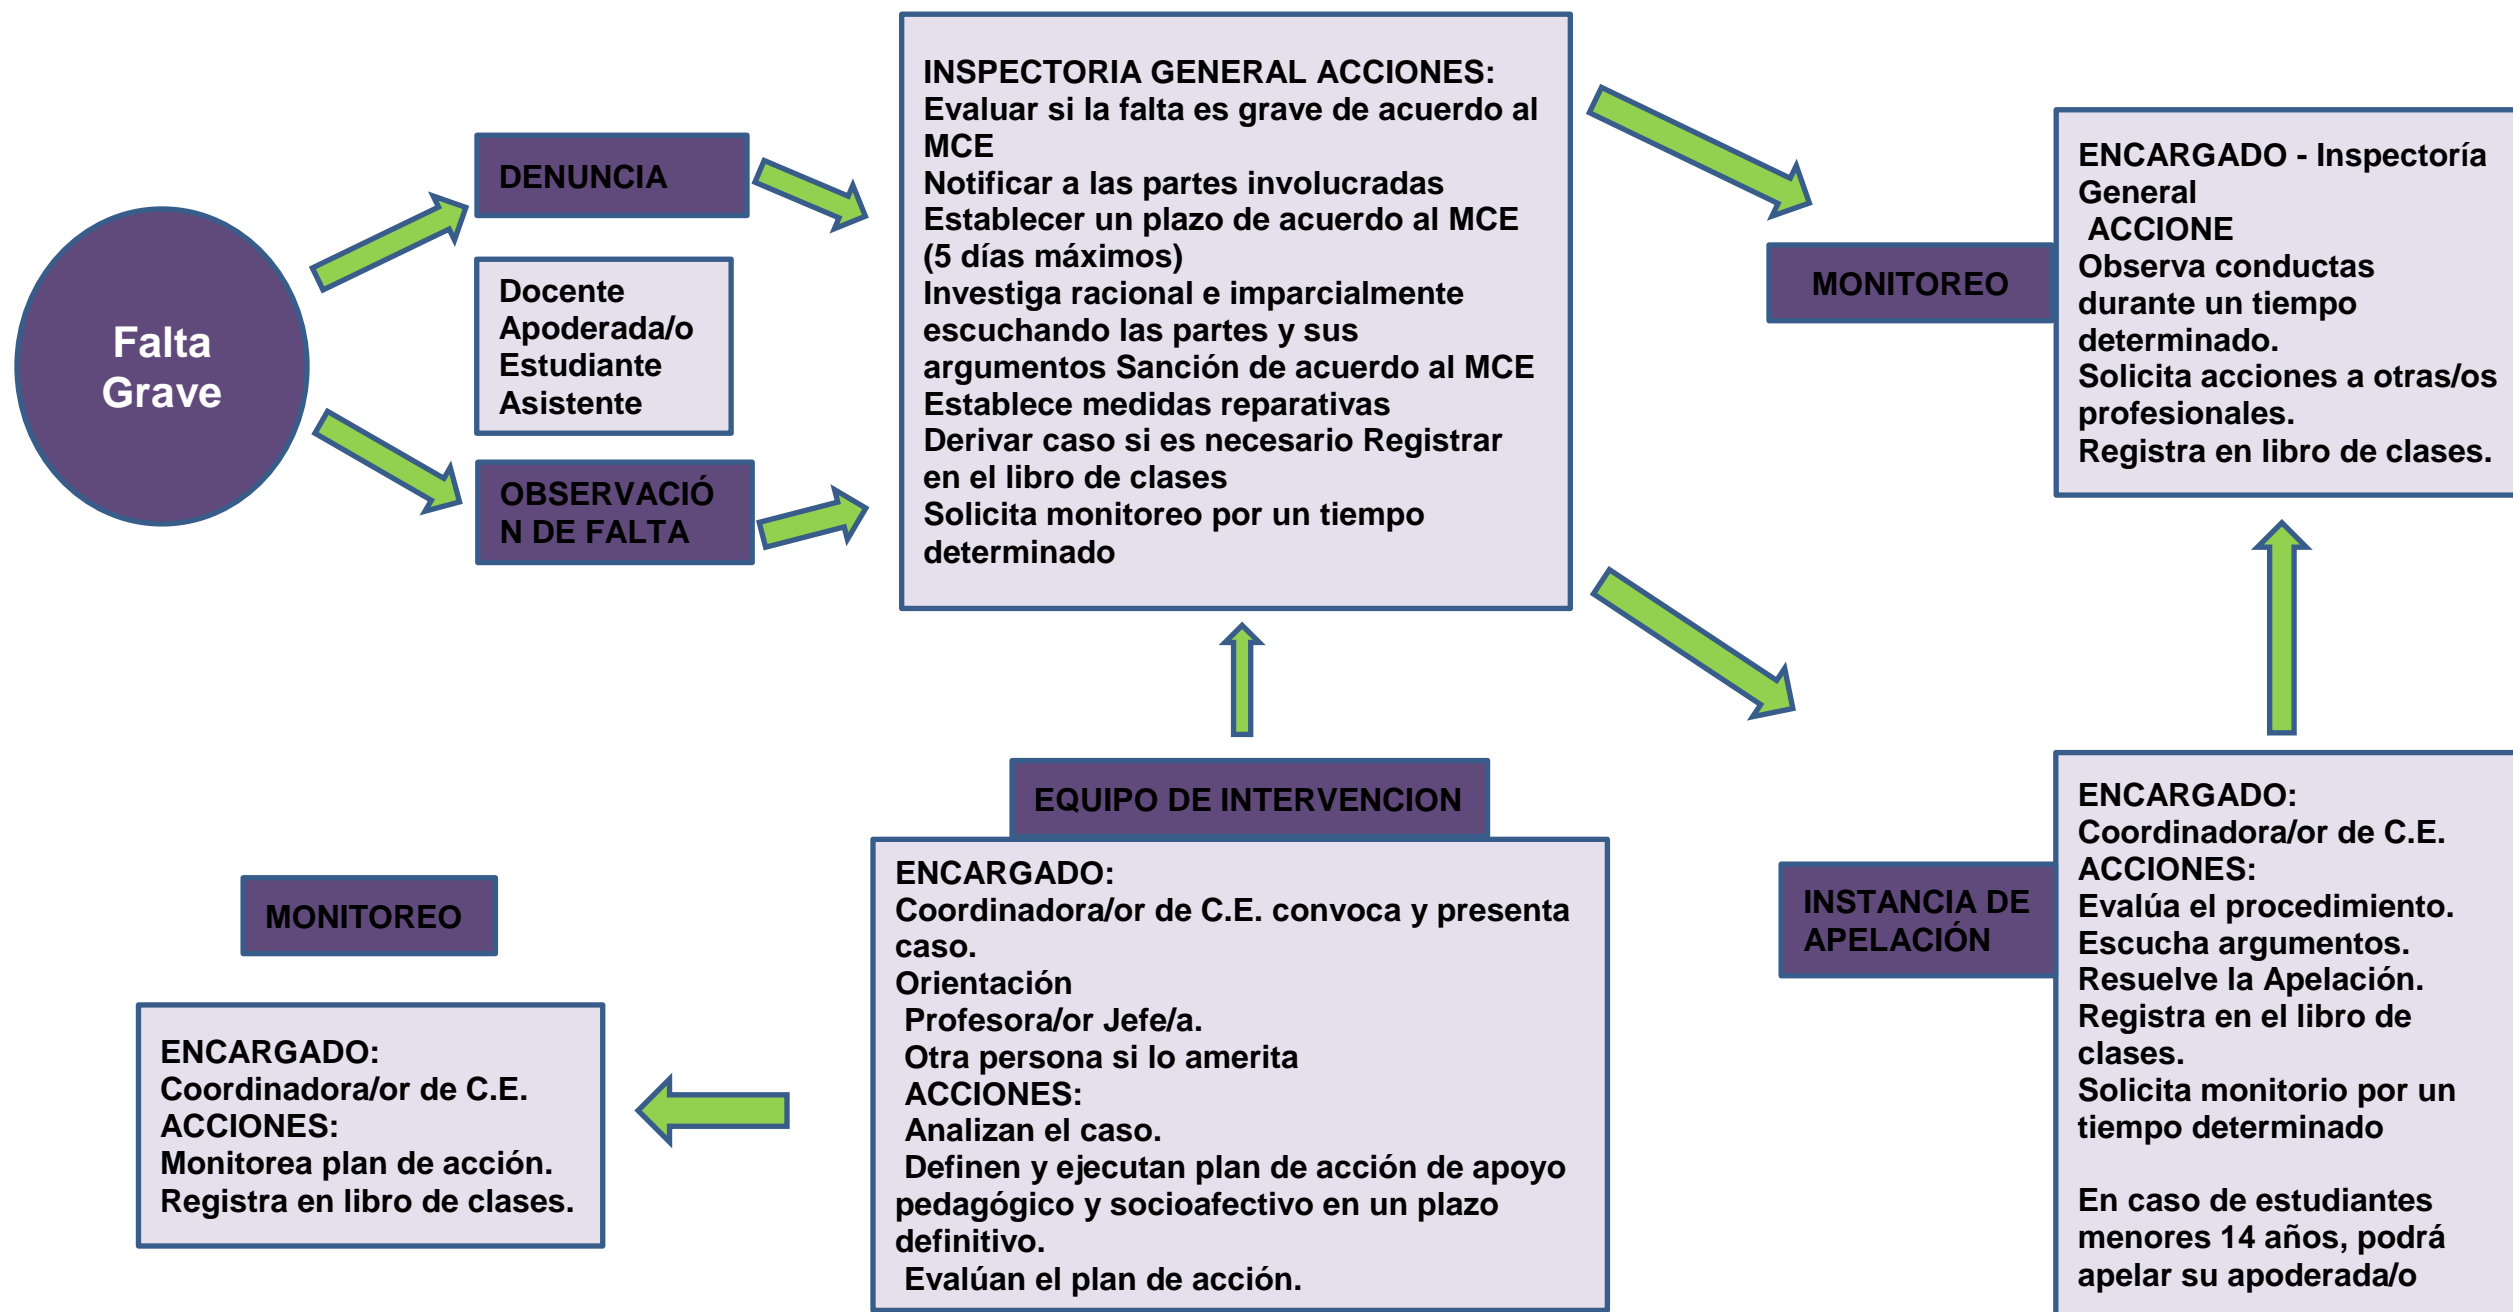 Falta
Grave
DENUNCIA
Docente
Apoderada/o
Estudiante
Asistente
OBSERVACIÓ
N DE FALTA
INSPECTORIA GENERAL ACCIONES:
Evaluar si la falta es grave de acuerdo al
MCE
Notificar a las partes involucradas
Establecer un plazo de acuerdo al MCE
(5 días máximos)
Investiga racional e imparcialmente
escuchando las partes y sus
argumentos Sanción de acuerdo al MCE
Establece medidas reparativas
Derivar caso si es necesario Registrar
en el libro de clases
Solicita monitoreo por un tiempo
determinado
MONITOREO
ENCARGADO - Inspectoría
General
ACCIONE
Observa conductas
durante un tiempo
determinado.
Solicita acciones a otras/os
profesionales.
Registra en libro de clases.
INSTANCIA DE
APELACIÓN
ENCARGADO:
Coordinadora/or de C.E.
ACCIONES:
Evalúa el procedimiento.
Escucha argumentos.
Resuelve la Apelación.
Registra en el libro de
clases.
Solicita monitorio por un
tiempo determinado
En caso de estudiantes
menores 14 años, podrá
apelar su apoderada/o
EQUIPO DE INTERVENCION
ENCARGADO:
Coordinadora/or de C.E. convoca y presenta
caso.
Orientación
Profesora/or Jefe/a.
Otra persona si lo amerita
ACCIONES:
Analizan el caso.
Definen y ejecutan plan de acción de apoyo
pedagógico y socioafectivo en un plazo
definitivo.
Evalúan el plan de acción.
MONITOREO
ENCARGADO:
Coordinadora/or de C.E.
ACCIONES:
Monitorea plan de acción.
Registra en libro de clases.